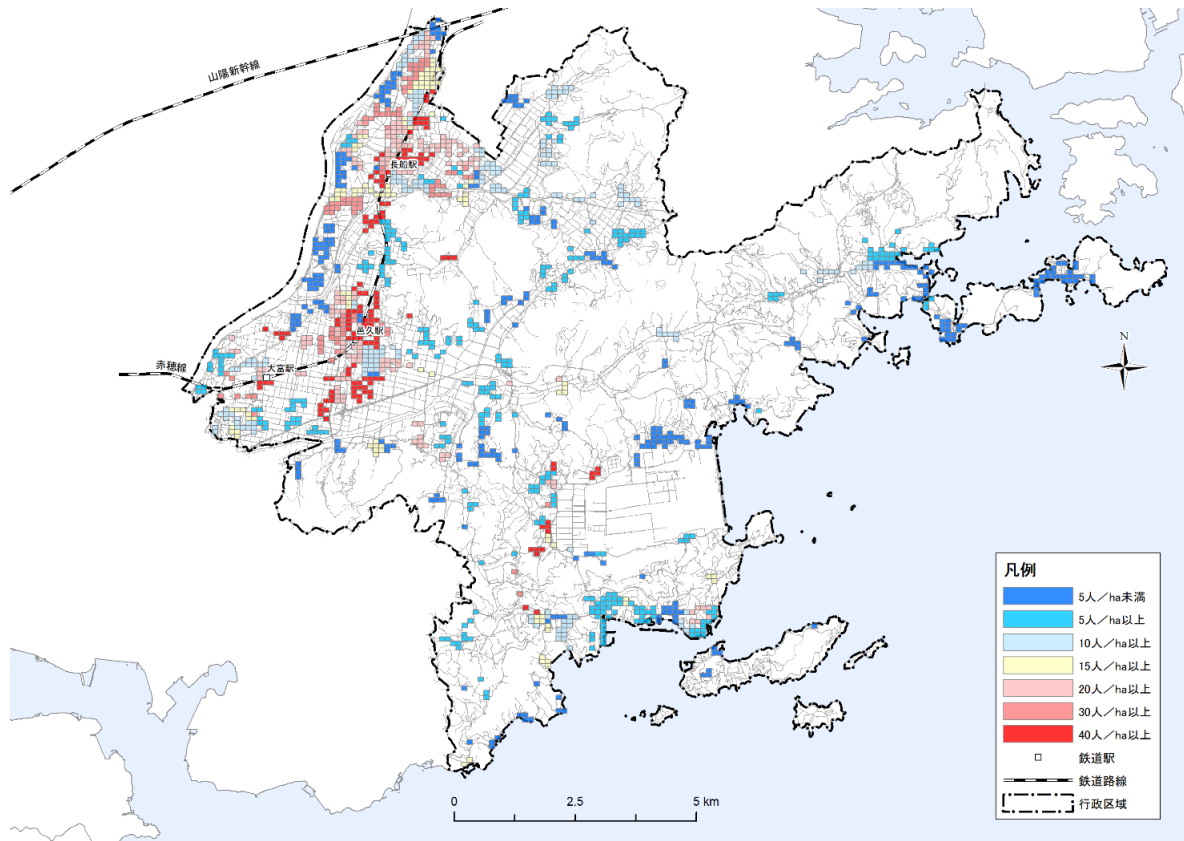 山陽新幹線
長船駅
邑久駅
大富駅
赤穂線
N
凡例
5人/ha未満
5人/ha以上
10人/ha以上
15人/ha以上
20人/ha以上
30人/ha以上
40人/ha以上
鉄道駅
鉄道路線
行政区域
0 2.5 5 km